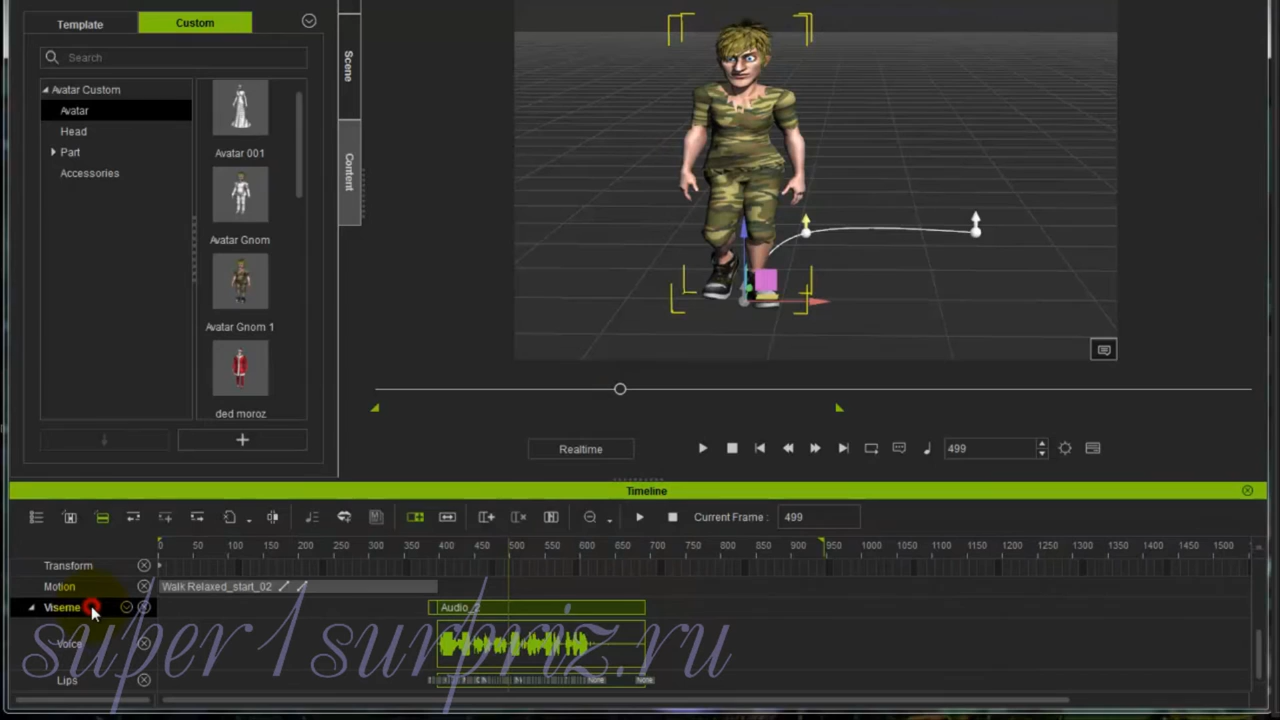 Template Custom
Search
Avatar Custom
Avatar
Head
Part
Accessories
Avatar 001
Avatar Gnom
Avatar Gnom 1
ded moroz
Scene
Content
Realtime
499
Timeline
Current Frame : 499
0 50 100 150 200 250 300 350 400 450 500 550 600 650 700 750 800 850 900 950 1000 1050 1100 1150 1200 1250 1300 1350 1400 1450 1500
Transform
Motion Walk Relaxed_start_02
Viseme Audio_2
Voice
Lips None None
super1surpriz.ru